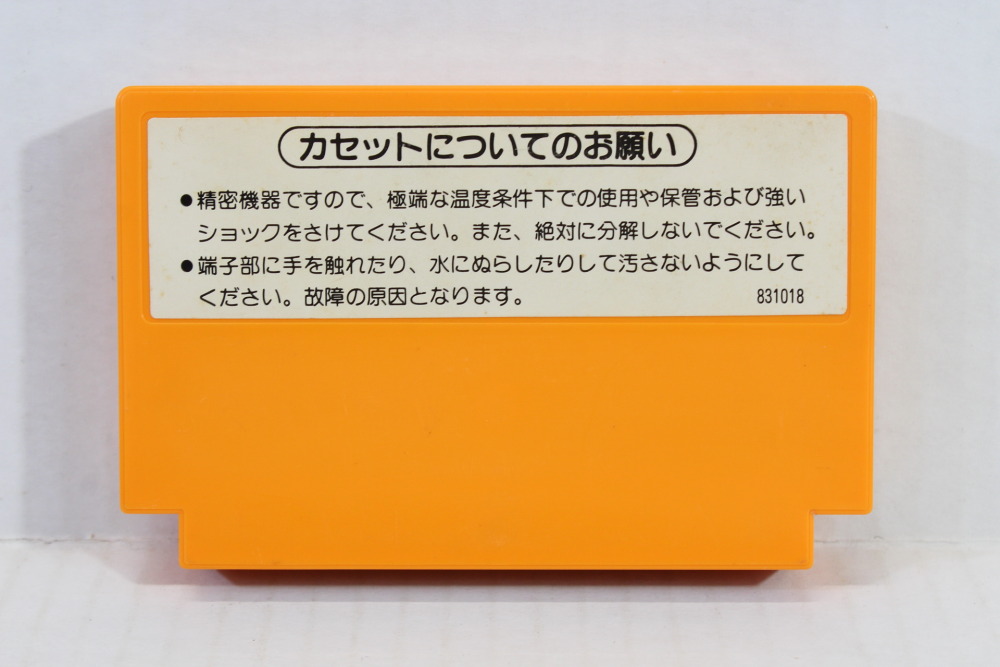 カセットについてのお願い
●精密機器ですので、極端な温度条件下での使用や保管および強い
ショックをさけてください。また、絶対に分解しないでください。
●端子部に手を触れたり、水にぬらしたりして汚さないようにして
ください。故障の原因となります。 831018